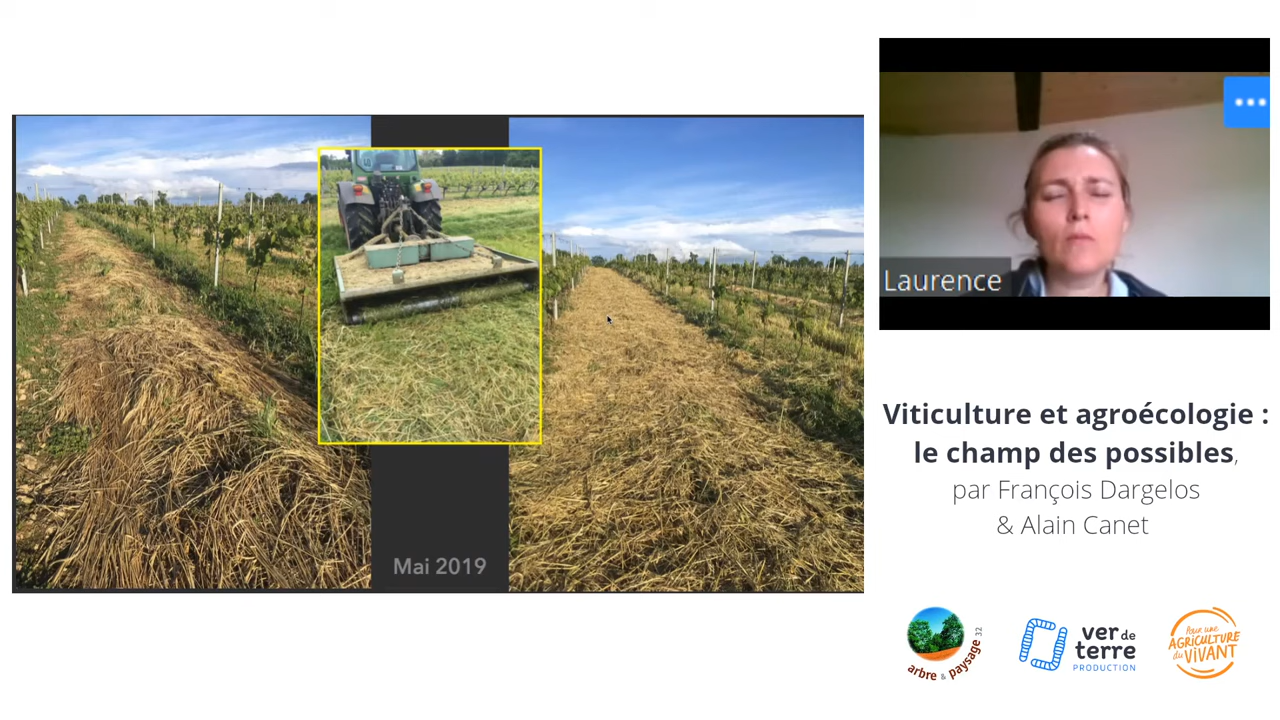 Mai 2019
Laurence
Viticulture et agroécologie :
le champ des possibles,
par François Dargelos
& Alain Canet
arbre & paysage 32
ver de
terre
PRODUCTION
Pour une
AGRICULTURE
du ViVANT